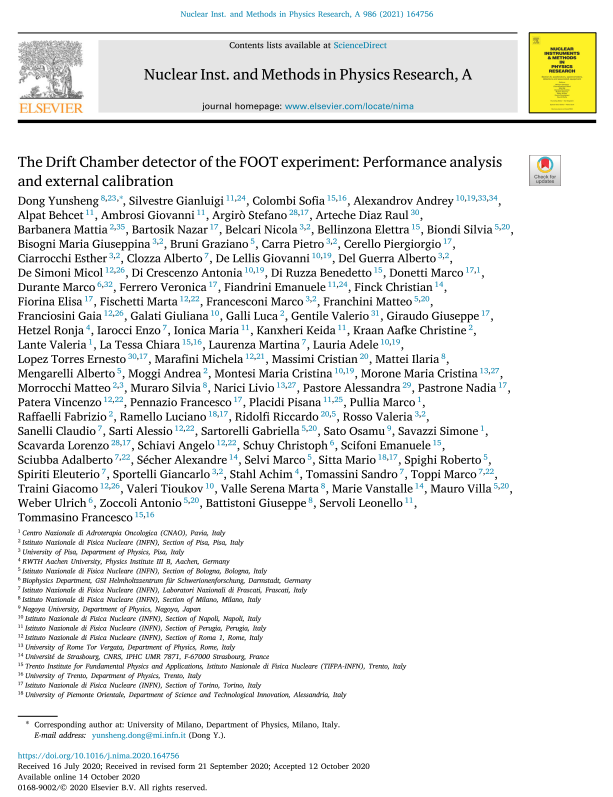 Nuclear Inst. and Methods in Physics Research, A 986 (2021) 164756
Contents lists available at ScienceDirect
Nuclear Inst. and Methods in Physics Research, A
journal homepage: www.elsevier.com/locate/nima
ELSEVIER
NUCLEAR
INSTRUMENTS
& METHODS
IN
PHYSICS
RESEARCH
The Drift Chamber detector of the FOOT experiment: Performance analysis
and external calibration
Check for
updates
Dong Yunsheng 8,23,*, Silvestre Gianluigi 11,24, Colombi Sofia 15,16, Alexandrov Andrey 10,19,33,34,
Alpat Behcet 11, Ambrosi Giovanni 11, Argirò Stefano 28,17, Arteche Diaz Raul 30,
Barbanera Mattia 2,35, Bartosik Nazar 17, Belcari Nicola 3,2, Bellinzona Elettra 15, Biondi Silvia 5,20,
Bisogni Maria Giuseppina 3,2, Bruni Graziano 5, Carra Pietro 3,2, Cerello Piergiorgio 17,
Ciarrocchi Esther 3,2, Clozza Alberto 7, De Lellis Giovanni 10,19, Del Guerra Alberto 3,2,
De Simoni Micol 12,26, Di Crescenzo Antonia 10,19, Di Ruzza Benedetto 15, Donetti Marco 17,1,
Durante Marco 6,32, Ferrero Veronica 17, Fiandrini Emanuele 11,24, Finck Christian 14,
Fiorina Elisa 17, Fischetti Marta 12,22, Francesconi Marco 3,2, Franchini Matteo 5,20,
Franciosini Gaia 12,26, Galati Giuliana 10, Galli Luca 2, Gentile Valerio 31, Giraudo Giuseppe 17,
Hetzel Ronja 4, Iarocci Enzo 7, Ionica Maria 11, Kanxheri Keida 11, Kraan Aafke Christine 2,
Lante Valeria 1, La Tessa Chiara 15,16, Laurenza Martina 7, Lauria Adele 10,19,
Lopez Torres Ernesto 30,17, Marafini Michela 12,21, Massimi Cristian 20, Mattei Ilaria 8,
Mengarelli Alberto 5, Moggi Andrea 2, Montesi Maria Cristina 10,19, Morone Maria Cristina 13,27,
Morrocchi Matteo 2,3, Muraro Silvia 8, Narici Livio 13,27, Pastore Alessandra 29, Pastrone Nadia 17,
Patera Vincenzo 12,22, Pennazio Francesco 17, Placidi Pisana 11,25, Pullia Marco 1,
Raffaelli Fabrizio 2, Ramello Luciano 18,17, Ridolfi Riccardo 20,5, Rosso Valeria 3,2,
Sanelli Claudio 7, Sarti Alessio 12,22, Sartorelli Gabriella 5,20, Sato Osamu 9, Savazzi Simone 1,
Scavarda Lorenzo 28,17, Schiavi Angelo 12,22, Schuy Christoph 6, Scifoni Emanuele 15,
Sciubba Adalberto 7,22, Sécher Alexandre 14, Selvi Marco 5, Sitta Mario 18,17, Spighi Roberto 5,
Spiriti Eleuterio 7, Sportelli Giancarlo 3,2, Stahl Achim 4, Tomassini Sandro 7, Toppi Marco 7,22,
Traini Giacomo 12,26, Valeri Tioukov 10, Valle Serena Marta 8, Marie Vanstalle 14, Mauro Villa 5,20,
Weber Ulrich 6, Zoccoli Antonio 5,20, Battistoni Giuseppe 8, Servoli Leonello 11,
Tommasino Francesco 15,16
1 Centro Nazionale di Adroterapia Oncologica (CNAO), Pavia, Italy
2 Istituto Nazionale di Fisica Nucleare (INFN), Section of Pisa, Pisa, Italy
3 University of Pisa, Department of Physics, Pisa, Italy
4 RWTH Aachen University, Physics Institute III B, Aachen, Germany
5 Istituto Nazionale di Fisica Nucleare (INFN), Section of Bologna, Bologna, Italy
6 Biophysics Department, GSI Helmholtzzentrum für Schwerionenforschung, Darmstadt, Germany
7 Istituto Nazionale di Fisica Nucleare (INFN), Laboratori Nazionali di Frascati, Frascati, Italy
8 Istituto Nazionale di Fisica Nucleare (INFN), Section of Milano, Milano, Italy
9 Nagoya University, Department of Physics, Nagoya, Japan
10 Istituto Nazionale di Fisica Nucleare (INFN), Section of Napoli, Napoli, Italy
11 Istituto Nazionale di Fisica Nucleare (INFN), Section of Perugia, Perugia, Italy
12 Istituto Nazionale di Fisica Nucleare (INFN), Section of Roma 1, Rome, Italy
13 University of Rome Tor Vergata, Department of Physics, Rome, Italy
14 Université de Strasbourg, CNRS, IPHC UMR 7871, F-67000 Strasbourg, France
15 Trento Institute for Fundamental Physics and Applications, Istituto Nazionale di Fisica Nucleare (TIFPA-INFN), Trento, Italy
16 University of Trento, Department of Physics, Trento, Italy
17 Istituto Nazionale di Fisica Nucleare (INFN), Section of Torino, Torino, Italy
18 University of Piemonte Orientale, Department of Science and Technological Innovation, Alessandria, Italy
* Corresponding author at: University of Milano, Department of Physics, Milano, Italy.
E-mail address: yunsheng.dong@mi.infn.it (Dong Y.).
https://doi.org/10.1016/j.nima.2020.164756
Received 16 July 2020; Received in revised form 21 September 2020; Accepted 12 October 2020
Available online 14 October 2020
0168-9002/© 2020 Elsevier B.V. All rights reserved.